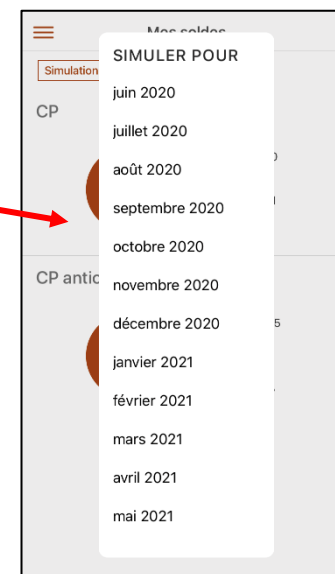 Mes soldes
SIMULER POUR
Simulation
juin 2020
CP
juillet 2020
août 2020
septembre 2020
octobre 2020
CP antic
novembre 2020
décembre 2020
5
janvier 2021
février 2021
mars 2021
avril 2021
mai 2021